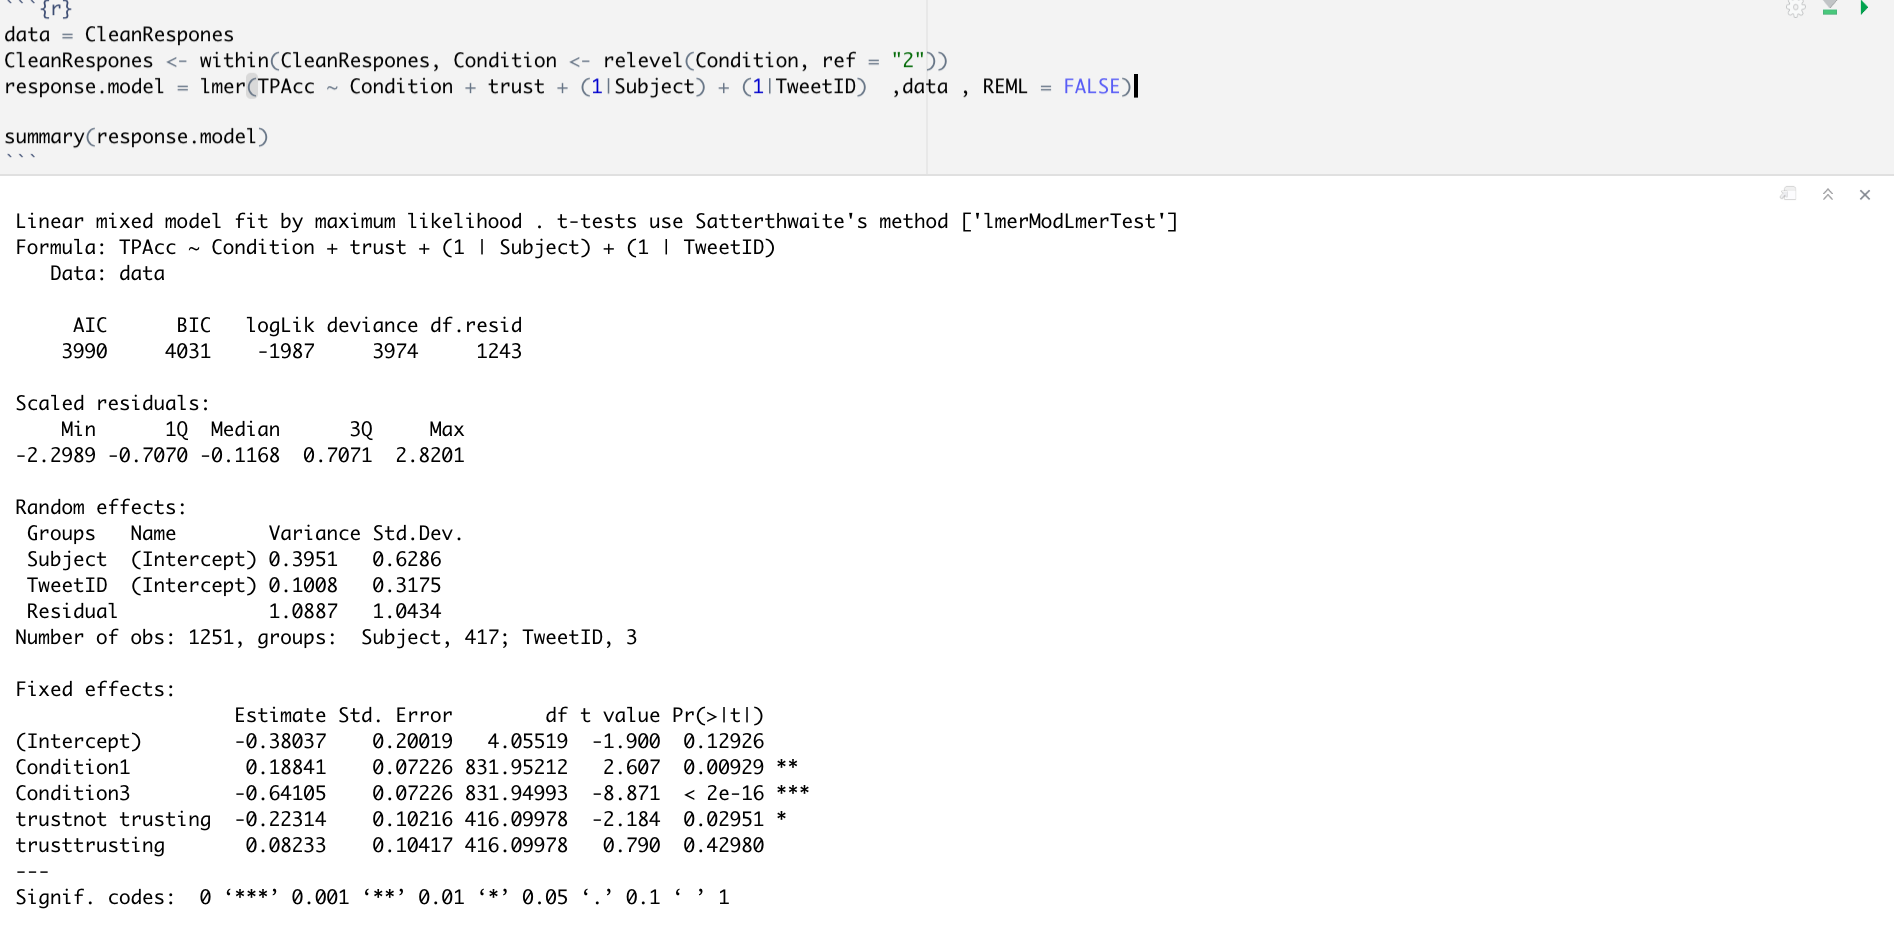 ```{r}
data = CleanRespones
CleanRespones <- within(CleanRespones, Condition <- relevel(Condition, ref = "2"))
response.model = lmer(TPAcc ~ Condition + trust + (1|Subject) + (1|TweetID)  ,data , REML = FALSE)
summary(response.model)
```
Linear mixed model fit by maximum likelihood . t-tests use Satterthwaite's method ['lmerModLmerTest']
Formula: TPAcc ~ Condition + trust + (1 | Subject) + (1 | TweetID)
   Data: data
     AIC      BIC   logLik deviance df.resid
    3990     4031    -1987     3974     1243
Scaled residuals:
    Min      1Q  Median      3Q     Max
-2.2989 -0.7070 -0.1168  0.7071  2.8201
Random effects:
 Groups   Name        Variance Std.Dev.
 Subject  (Intercept) 0.3951   0.6286
 TweetID  (Intercept) 0.1008   0.3175
 Residual             1.0887   1.0434
Number of obs: 1251, groups:  Subject, 417; TweetID, 3
Fixed effects:
                   Estimate Std. Error        df t value Pr(>|t|)
(Intercept)        -0.38037    0.20019   4.05519  -1.900  0.12926
Condition1          0.18841    0.07226 831.95212   2.607  0.00929 **
Condition3         -0.64105    0.07226 831.94993  -8.871  < 2e-16 ***
trustnot trusting  -0.22314    0.10216 416.09978  -2.184  0.02951 *
trusttrusting       0.08233    0.10417 416.09978   0.790  0.42980
---
Signif. codes:  0 ‘***’ 0.001 ‘**’ 0.01 ‘*’ 0.05 ‘.’ 0.1 ‘ ’ 1